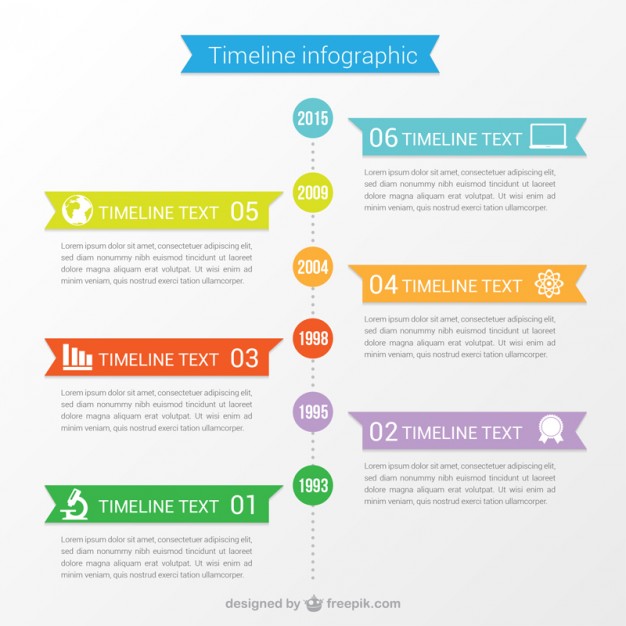 Timeline infographic
2015
06 TIMELINE TEXT
Lorem ipsum dolor sit amet, consectetuer
adipiscing elit, sed diam nonummy nibh
euismod tincidunt ut laoreet dolore magna
aliquam erat volutpat. Ut wisi enim ad minim
veniam, quis nostrud exerci tation ullamcorper.
2009
TIMELINE TEXT 05
Lorem ipsum dolor sit amet, consectetuer
adipiscing elit, sed diam nonummy nibh
euismod tincidunt ut laoreet dolore magna
aliquam erat volutpat. Ut wisi enim
ad minim veniam, quis nostrud exerci
tation ullamcorper.
2004
04 TIMELINE TEXT
Lorem ipsum dolor sit amet, consectetuer
adipiscing elit, sed diam nonummy nibh
euismod tincidunt ut laoreet dolore magna
aliquam erat volutpat. Ut wisi enim ad minim
veniam, quis nostrud exerci tation ullamcorper.
1998
TIMELINE TEXT 03
Lorem ipsum dolor sit amet, consectetuer
adipiscing elit, sed diam nonummy nibh
euismod tincidunt ut laoreet dolore magna
aliquam erat volutpat. Ut wisi enim
ad minim veniam, quis nostrud exerci
1995
02 TIMELINE TEXT
Lorem ipsum dolor sit amet, consectetuer
adipiscing elit, sed diam nonummy nibh
euismod tincidunt ut laoreet dolore magna
aliquam erat volutpat. Ut wisi enim ad minim
veniam, quis nostrud exerci tation ullamcorper.
1993
TIMELINE TEXT 01
Lorem ipsum dolor sit amet, consectetuer
adipiscing elit, sed diam nonummy nibh
euismod tincidunt ut laoreet dolore magna
aliquam erat volutpat. Ut wisi enim
designed by freepik.com